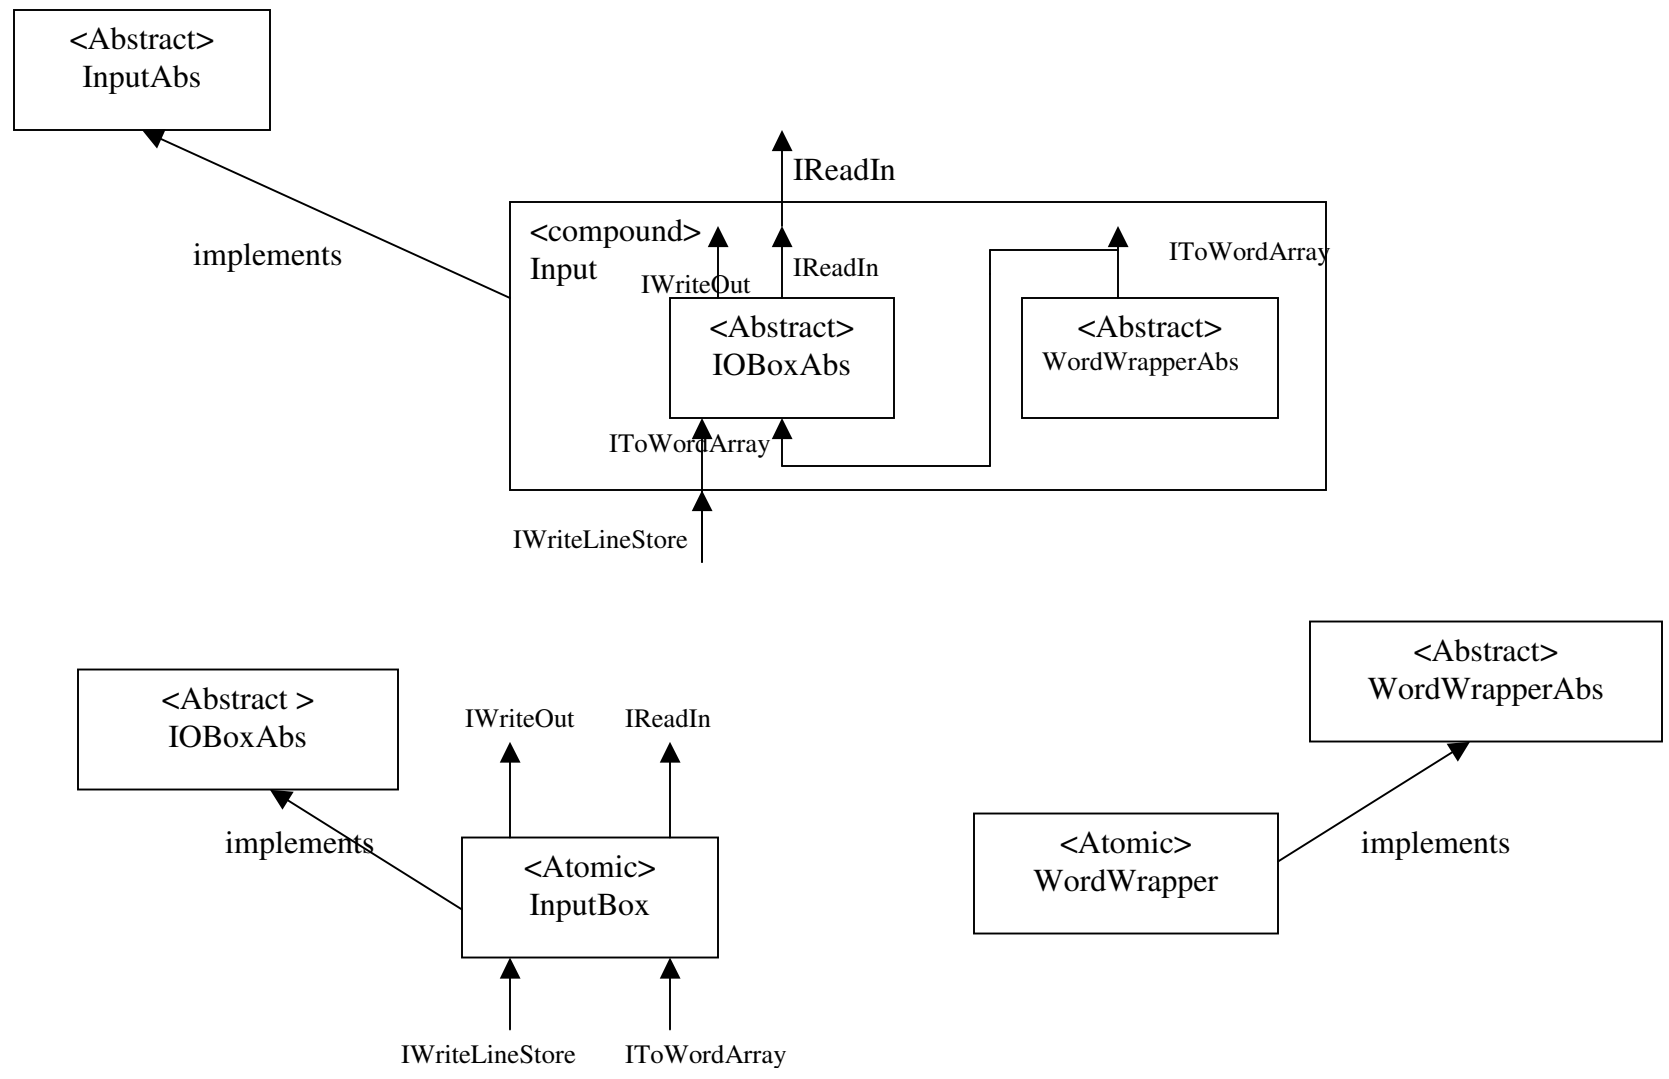 <Abstract>
InputAbs
IReadIn
implements
<compound>
Input
IWriteOut
IReadIn
IToWordArray
<Abstract>
IOBoxAbs
<Abstract>
WordWrapperAbs
IToWordArray
IWriteLineStore
<Abstract >
IOBoxAbs
IWriteOut
IReadIn
<Abstract>
WordWrapperAbs
implements
<Atomic>
InputBox
<Atomic>
WordWrapper
implements
IWriteLineStore
IToWordArray